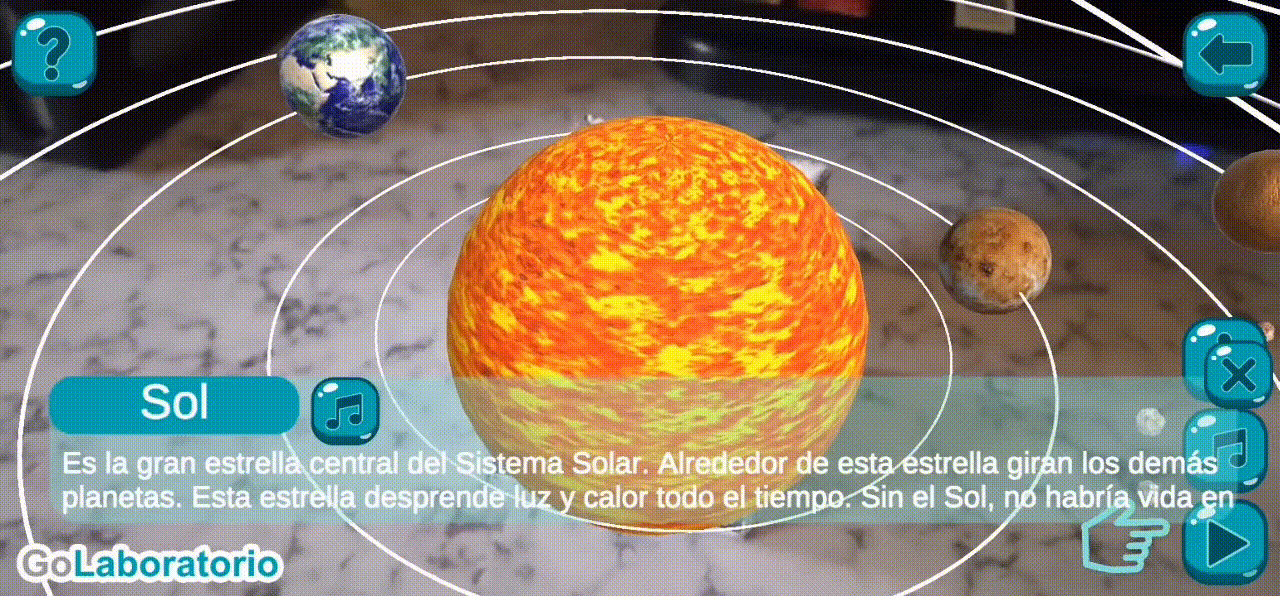 Sol
Es la gran estrella central del Sistema Solar. Alrededor de esta estrella giran los demás
planetas. Esta estrella desprende luz y calor todo el tiempo. Sin el Sol, no habría vida en
GoLaboratorio